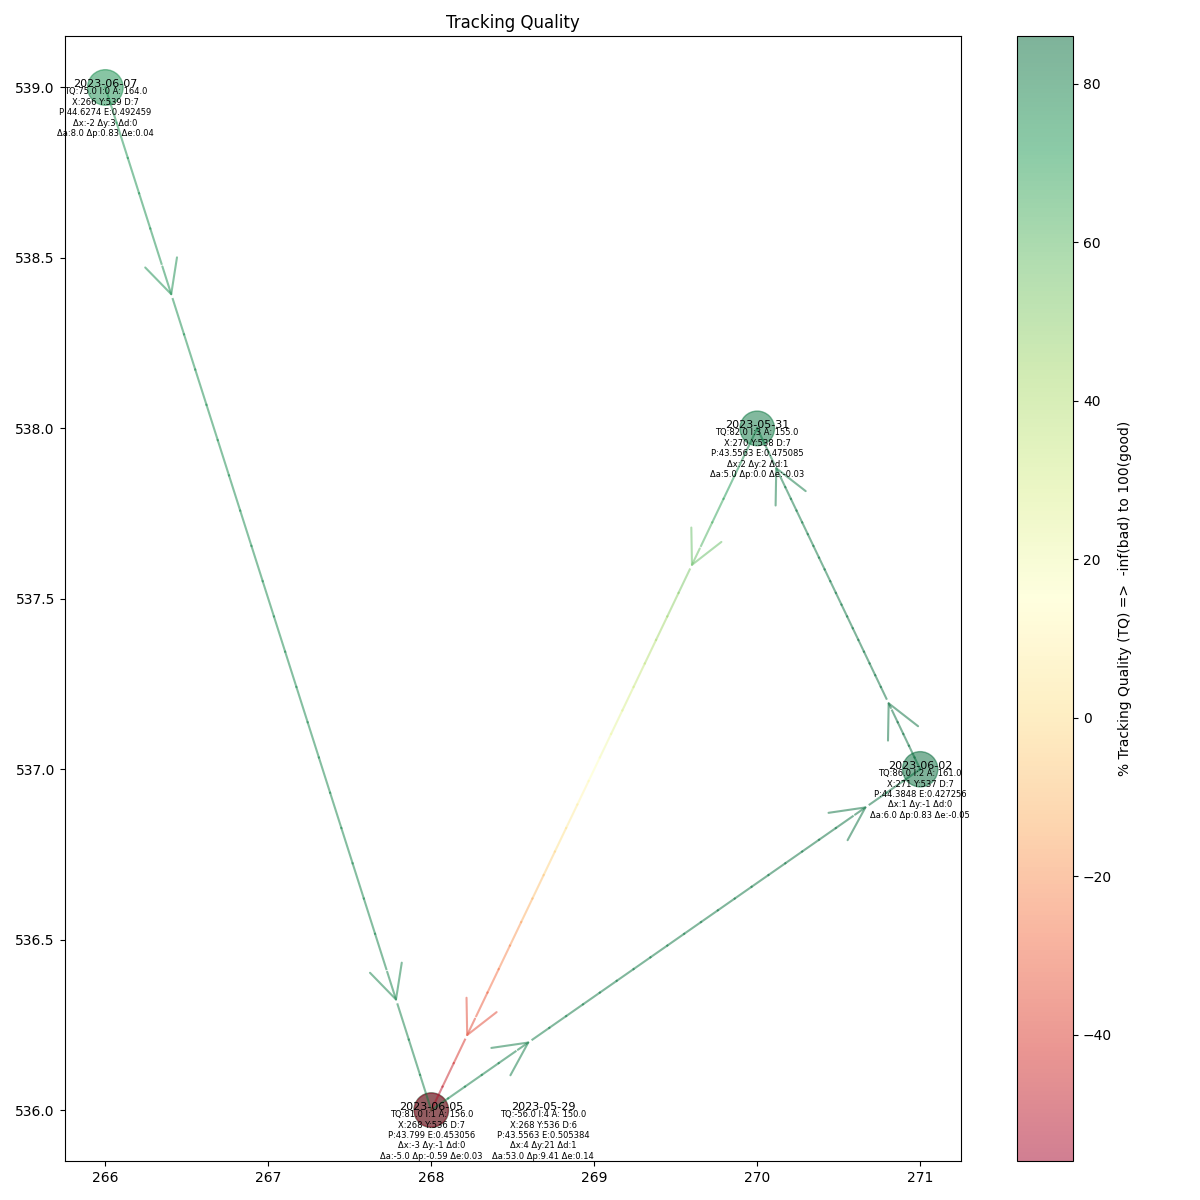 Tracking Quality
539.0
538.5
538.0
537.5
537.0
536.5
536.0
266
267
268
269
270
271
2023-06-07
TQ:75.0 I:0 A: 164.0
X:266 Y:539 D:7
P:44.6274 E:0.492459
Δx:-2 Δy:3 Δd:0
Δa:8.0 Δp:0.83 Δe:0.04
2023-05-31
TQ:82.0 I:3 A: 155.0
X:270 Y:538 D:7
P:43.5563 E:0.475085
Δx:2 Δy:2 Δd:1
Δa:5.0 Δp:0.0 Δe:-0.03
2023-06-02
TQ:86.0 I:2 A: 161.0
X:271 Y:537 D:7
P:44.3848 E:0.427256
Δx:1 Δy:-1 Δd:0
Δa:6.0 Δp:0.83 Δe:-0.05
2023-06-05
TQ:81.0 I:1 A: 156.0
X:268 Y:536 D:7
P:43.799 E:0.453056
Δx:-3 Δy:-1 Δd:0
Δa:-5.0 Δp:-0.59 Δe:0.03
2023-05-29
TQ:-56.0 I:4 A: 150.0
X:268 Y:536 D:6
P:43.5563 E:0.505384
Δx:4 Δy:21 Δd:1
Δa:53.0 Δp:9.41 Δe:0.14
80
60
40
20
0
−20
−40
% Tracking Quality (TQ) =>  -inf(bad) to 100(good)